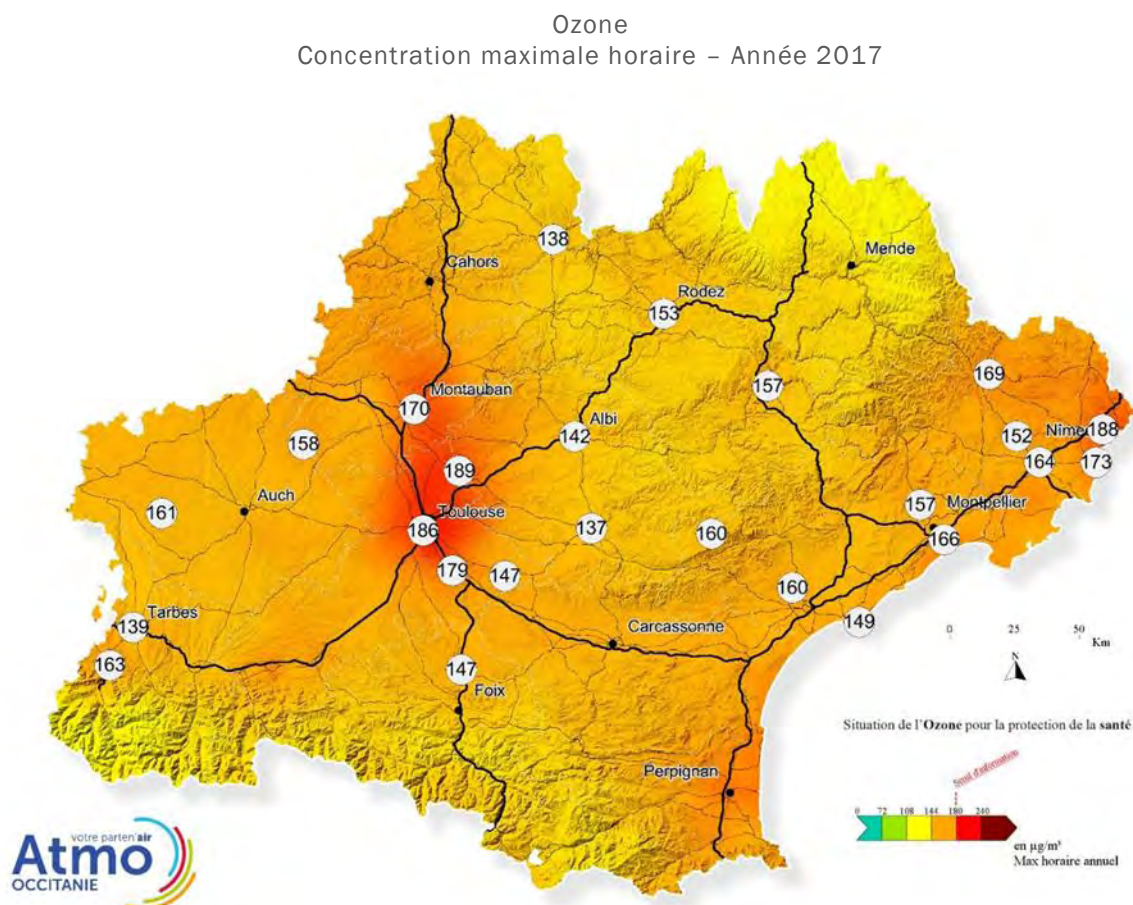 Ozone
Concentration maximale horaire – Année 2017
138
Mende
Cahors
Rodez
153
169
157
Montauban
170
Albi
142
188
152
Nîmes
158
164
173
189
Auch
161
157
Montpellier
Toulouse
186
137
160
166
179
147
160
Tarbes
139
149
Carcassonne
0 25 50
Km
163
147
N
Foix
Situation de l'Ozone pour la protection de la santé
Perpignan
Seuil d'information
0 72 108 144 180 240
en µg/m³
Max horaire annuel
votre parten'air
Atmo
OCCITANIE